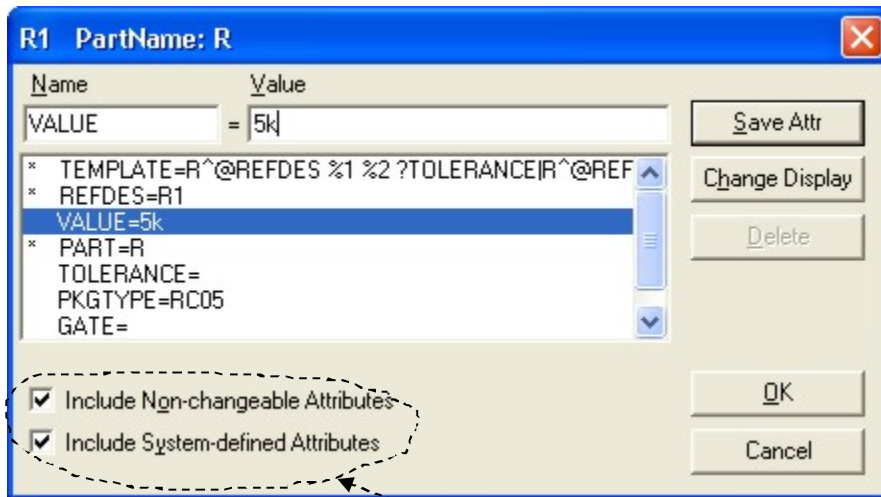 R1 PartName: R
Name Value
VALUE = 5k
* TEMPLATE=R^@REFDES %1 %2 ?TOLERANCE|R^@REF
* REFDES=R1
VALUE=5k
* PART=R
TOLERANCE=
PKGTYPE=RC05
GATE=
Save Attr
Change Display
Delete
Include Non-changeable Attributes
Include System-defined Attributes
OK
Cancel